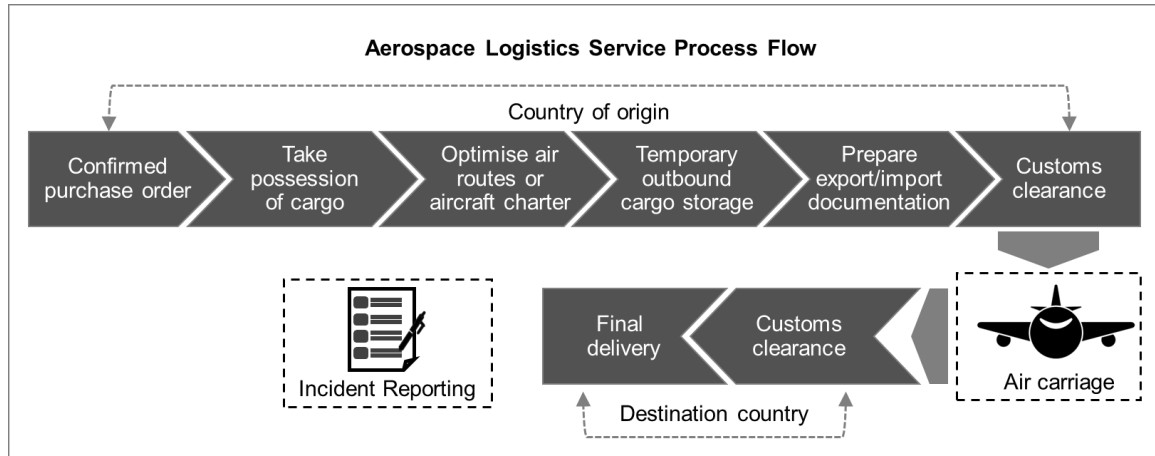 Aerospace Logistics Service Process Flow
Country of origin
Confirmed
purchase order
Take
possession
of cargo
Optimise air
routes or
aircraft charter
Temporary
outbound
cargo storage
Prepare
export/import
documentation
Customs
clearance
Air carriage
Customs
clearance
Final
delivery
Destination country
Incident Reporting